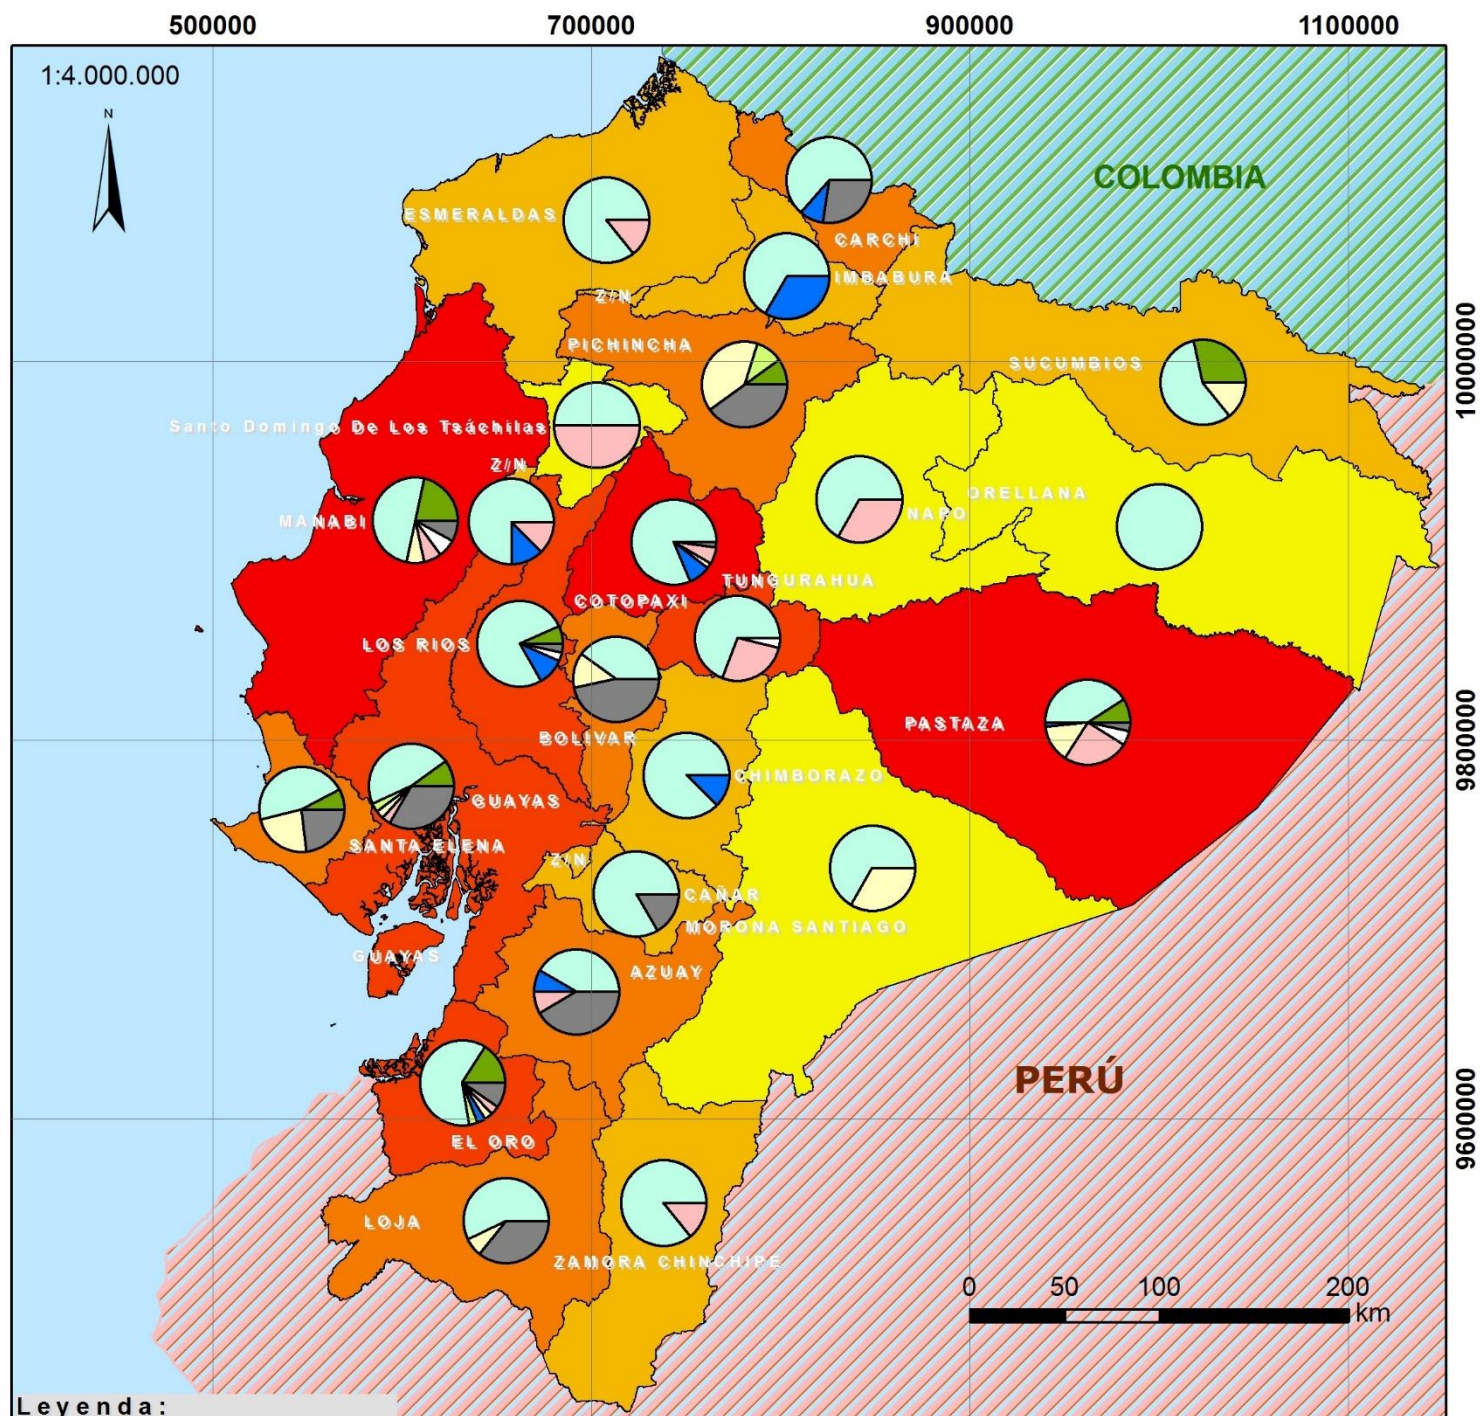 500000 700000 900000 1100000
1:4.000.000
N
COLOMBIA
ESMERALDAS
CARCHI
IMBABURA
Z/N
PICHINCHA
SUCUMBIOS
10000000
Santo Domingo De Los Tsáchilas
Z/N
ORELLANA
NAPO
MANABI
TUNGURAHUA
COTOPAXI
LOS RIOS
PASTAZA
9800000
BOLIVAR
CHIMBORAZO
GUAYAS
SANTA ELENA
Z/N
CAÑAR
MORONA SANTIAGO
GUAYAS
AZUAY
PERÚ
9600000
EL ORO
LOJA
ZAMORA CHINCHIPE
0 50 100 200
km
Leyenda: